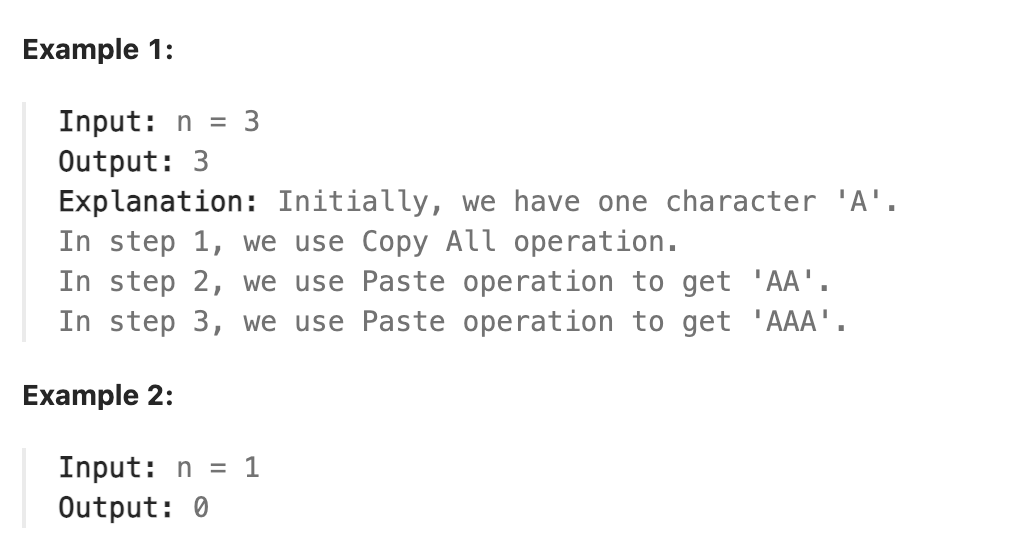 Example 1:
Input: n = 3
Output: 3
Explanation: Initially, we have one character 'A'.
In step 1, we use Copy All operation.
In step 2, we use Paste operation to get 'AA'.
In step 3, we use Paste operation to get 'AAA'.
Example 2:
Input: n = 1
Output: 0